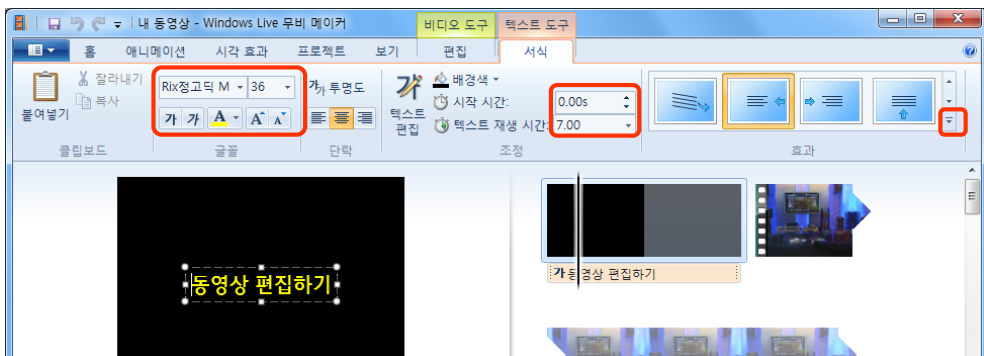 내 동영상 - Windows Live 무비 메이커
비디오 도구 텍스트 도구
홈 애니메이션 시각 효과 프로젝트 보기 편집 서식
붙여넣기
잘라내기
복사
클립보드
Rix정고딕 M 36
가 가 A A A
글꼴
가가 투명도
단락
텍스트
편집
배경색
시작 시간: 0.00s
텍스트 재생 시간: 7.00
조정
효과
동영상 편집하기
가 동영상 편집하기